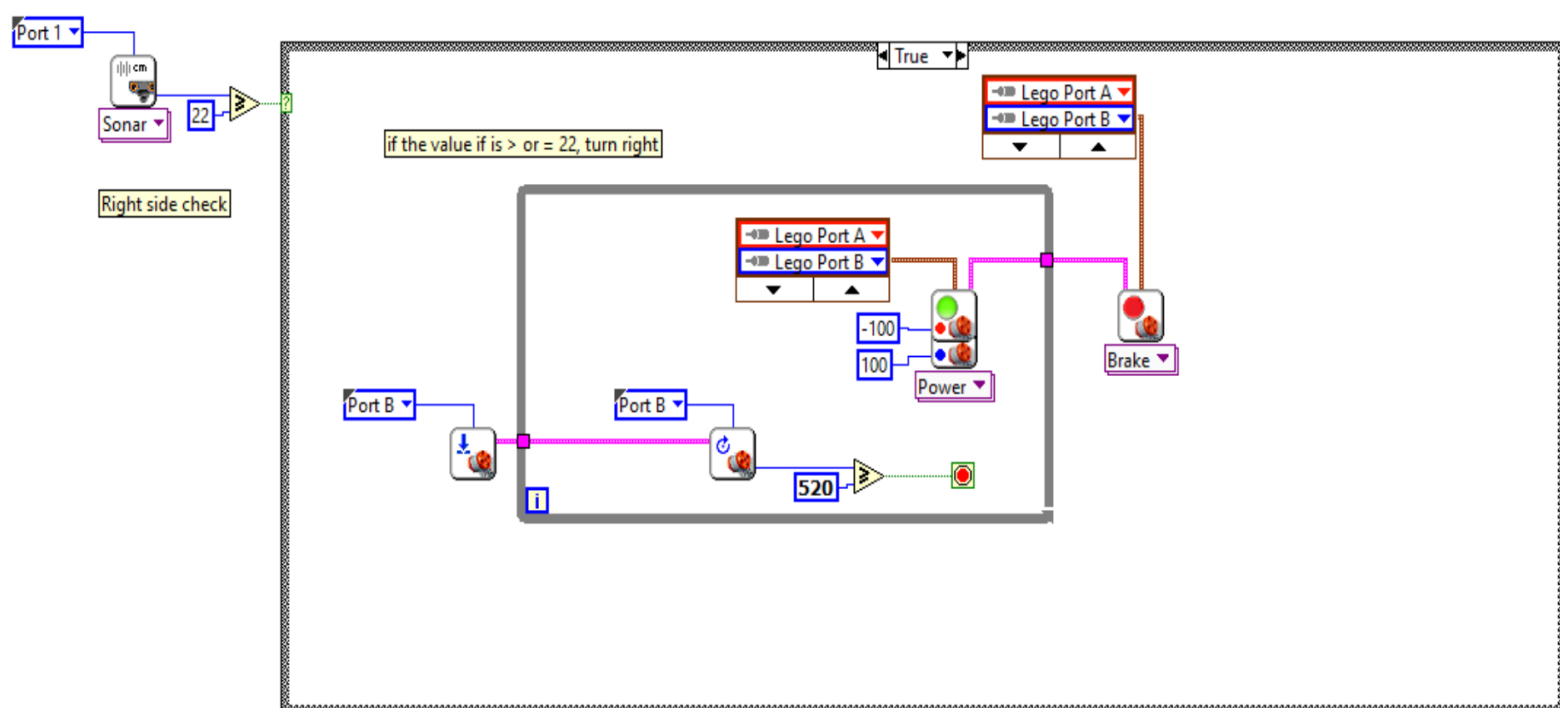 Port 1
cm
Sonar
22
?
Right side check
True
if the value if is > or = 22, turn right
Lego Port A
Lego Port B
Lego Port A
Lego Port B
-100
100
Power
Brake
Port B
Port B
520
i